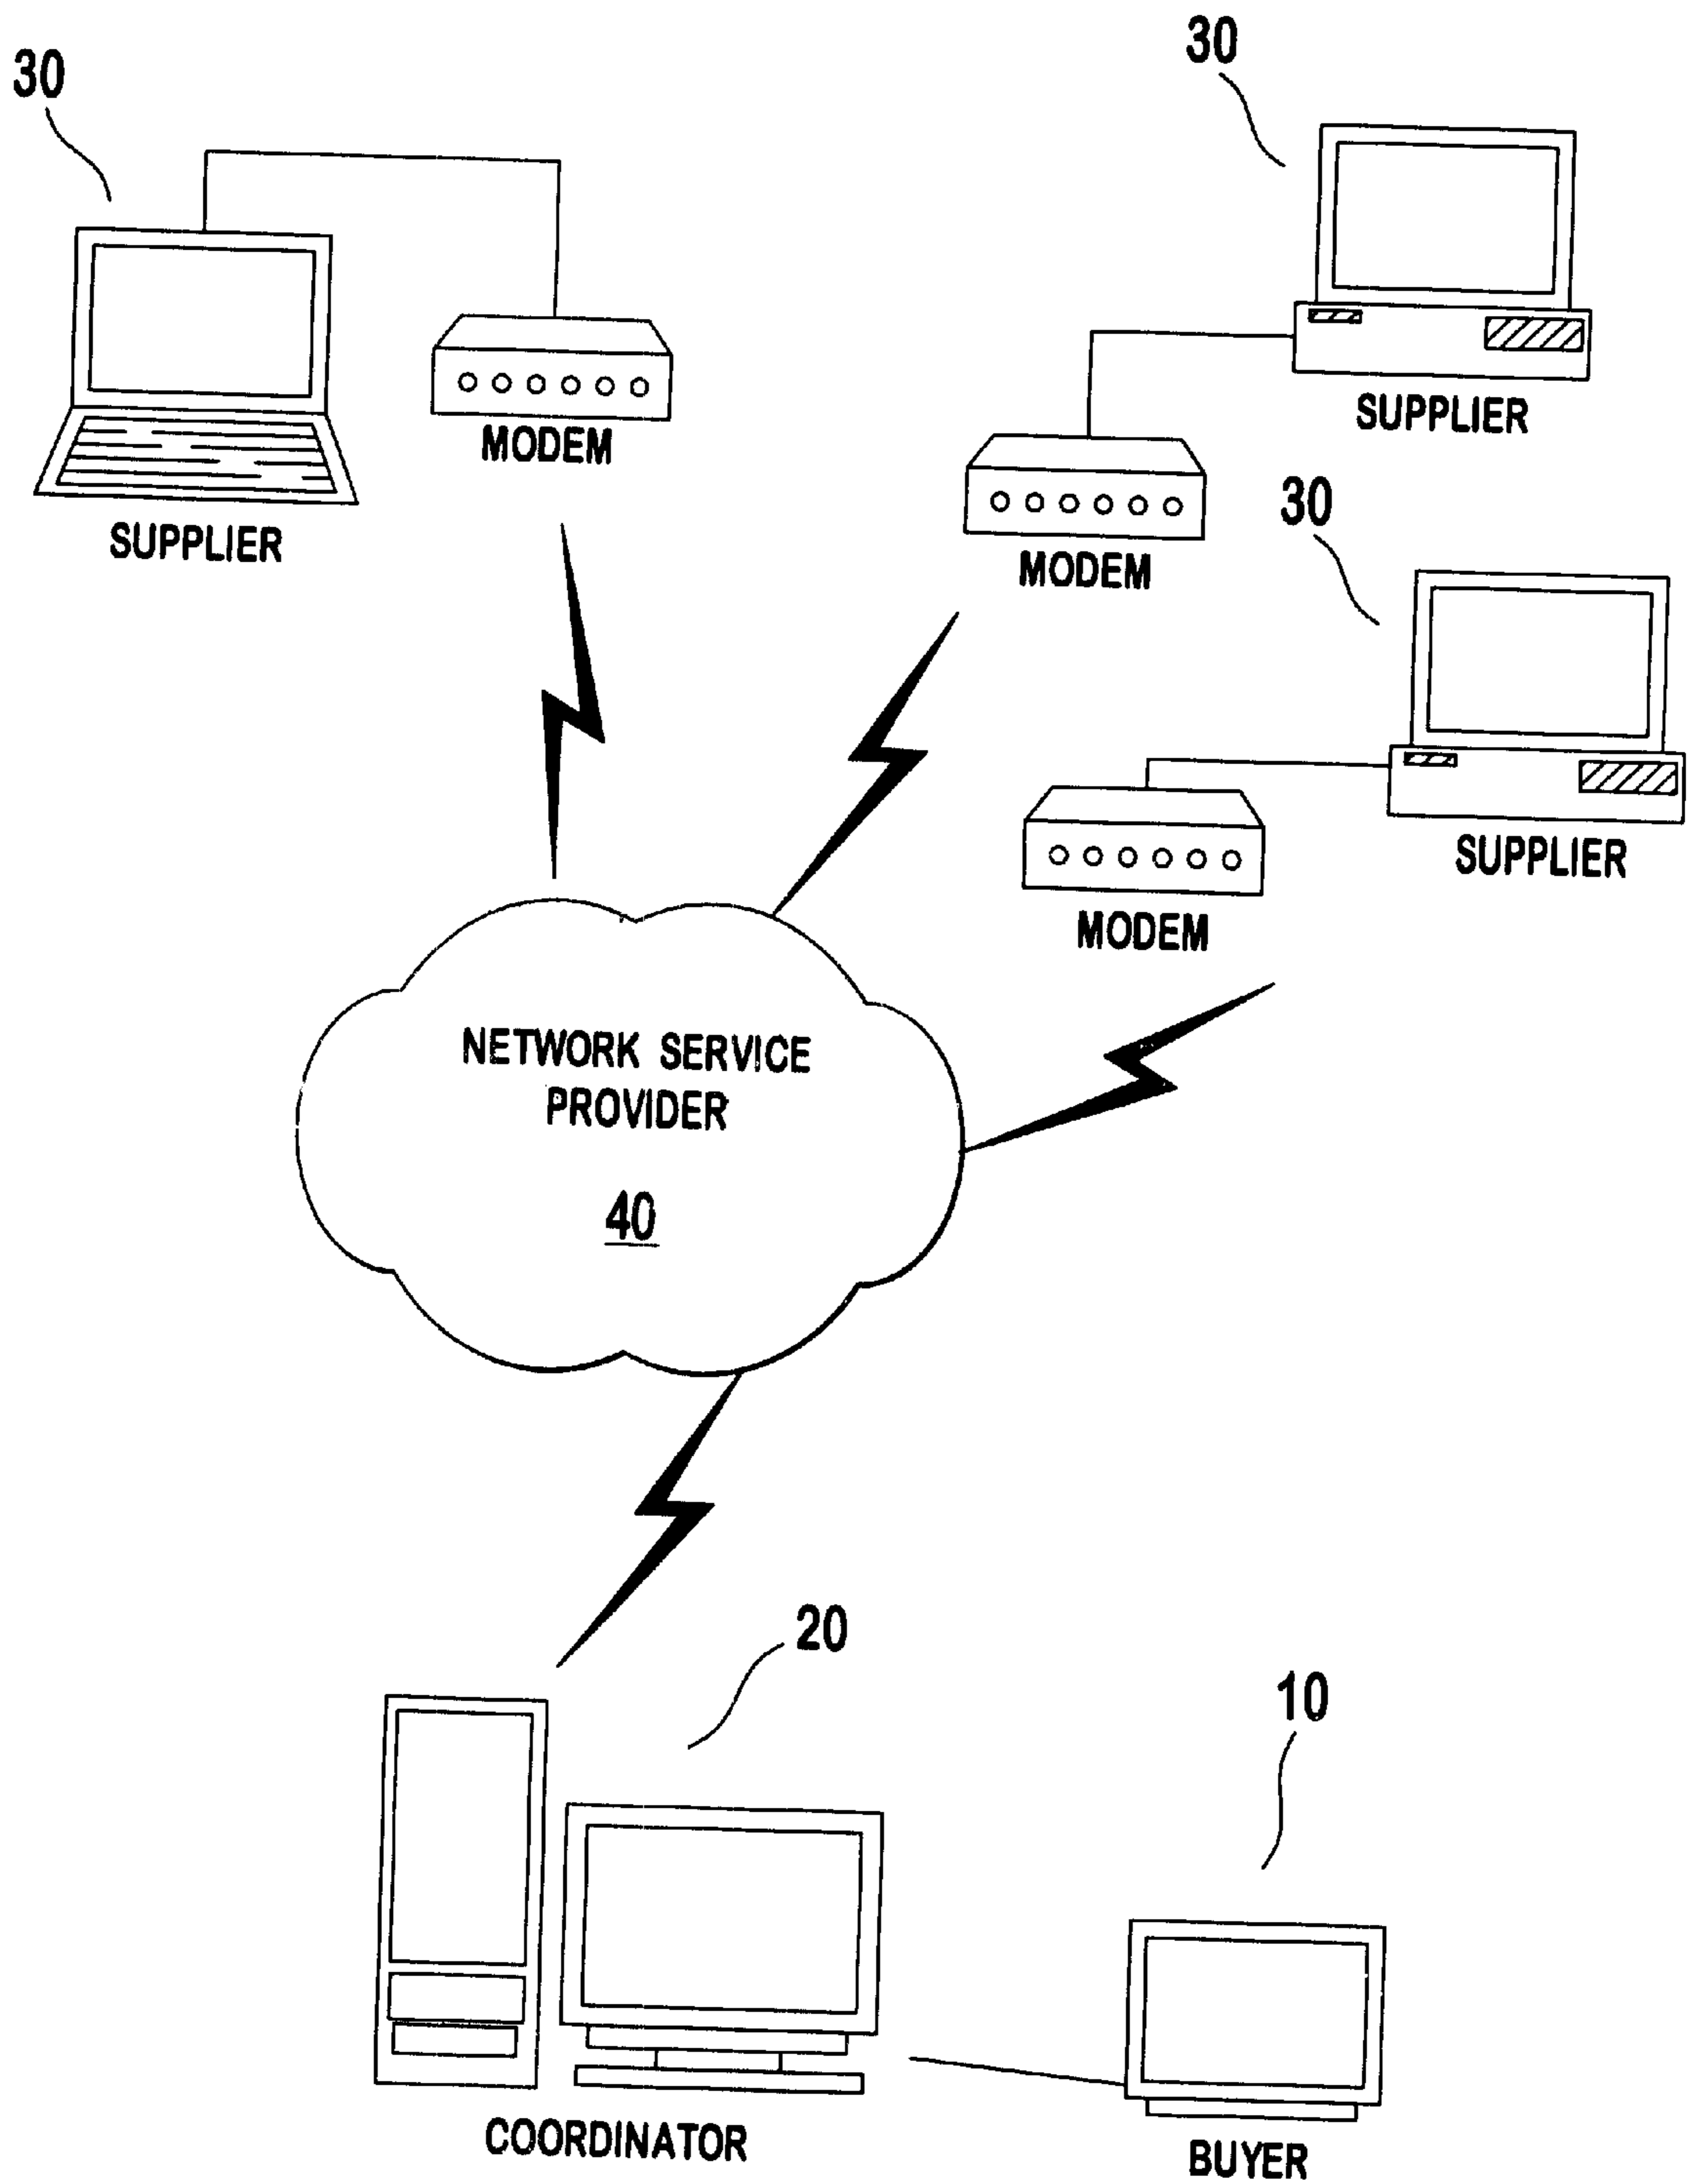 30
30
MODEM
SUPPLIER
SUPPLIER
30
MODEM
SUPPLIER
MODEM
NETWORK SERVICE
PROVIDER
40
20
10
COORDINATOR
BUYER